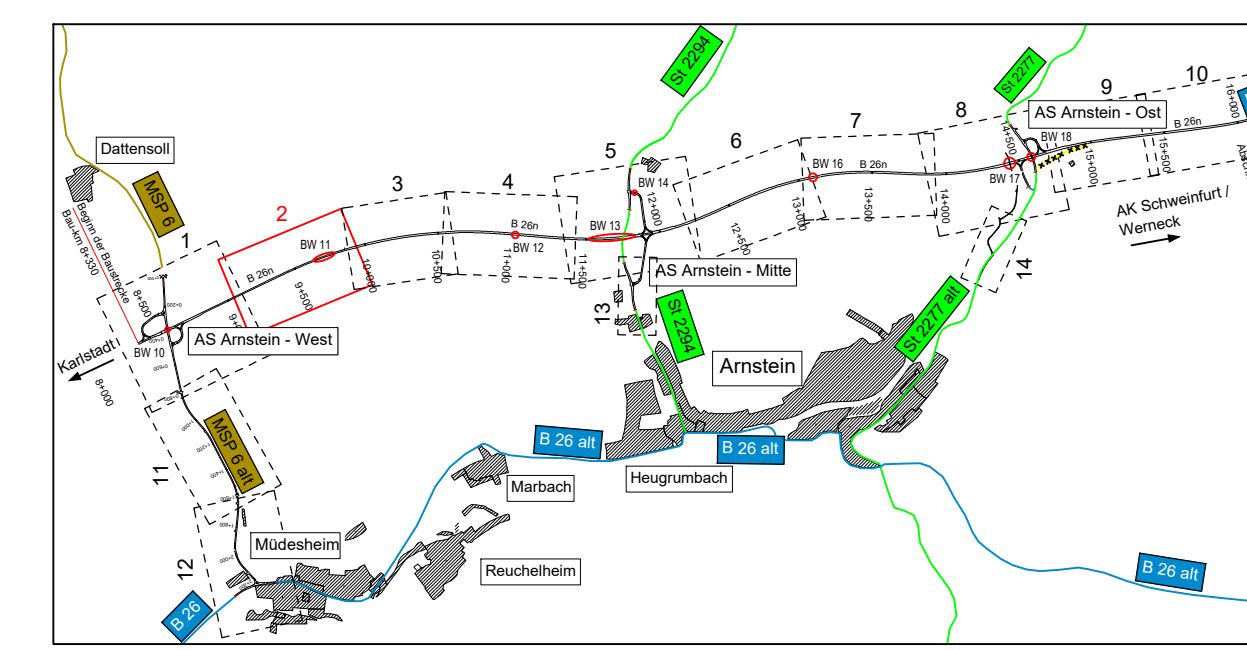 St 2294
St 2277
10
9
16+000
8
AS Arnstein - Ost
B 26n
14+500
BW 18
7
15+000
15+500
Dattensoll
5
6
BW 16
B 26n
BW 17
MSP 6
3
4
BW 14
12+000
13+000
13+500
14+000
AK Schweinfurt /
Werneck
Beginn der Baustrecke
Bau-km 8+330
1
2
B 26n
BW 13
BW 12
12+500
BW 11
B 26n
10+000
10+500
11+000
11+500
AS Arnstein - Mitte
14
8+500
9+500
13
St 2294
St 2277 alt
AS Arnstein - West
BW 10
Karlstadt
8+000
Arnstein
MSP 6 alt
B 26 alt
B 26 alt
11
Heugrumbach
Marbach
Müdesheim
12
Reuchelheim
B 26 alt
B 26